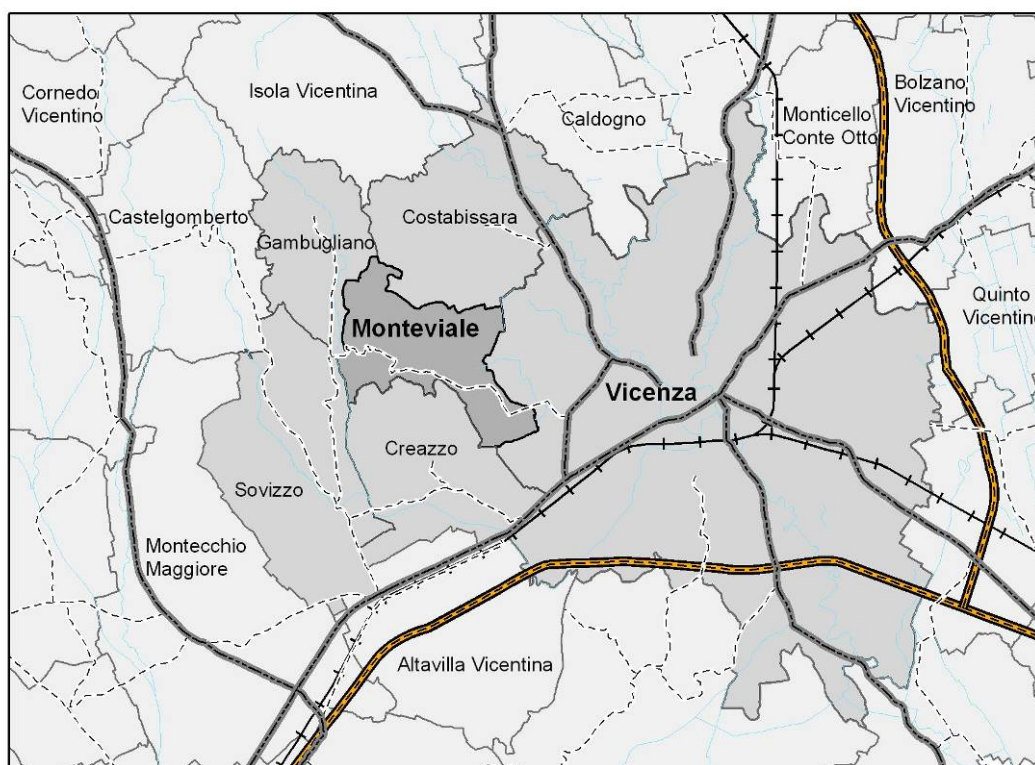 Cornedo
Vicentino
Isola Vicentina
Caldogno
Bolzano
Vicentino
Monticello
Conte Otto
Castelgomberto
Gambugliano
Costabissara
Monteviale
Quinto
Vicentino
Vicenza
Creazzo
Sovizzo
Montecchio
Maggiore
Altavilla Vicentina